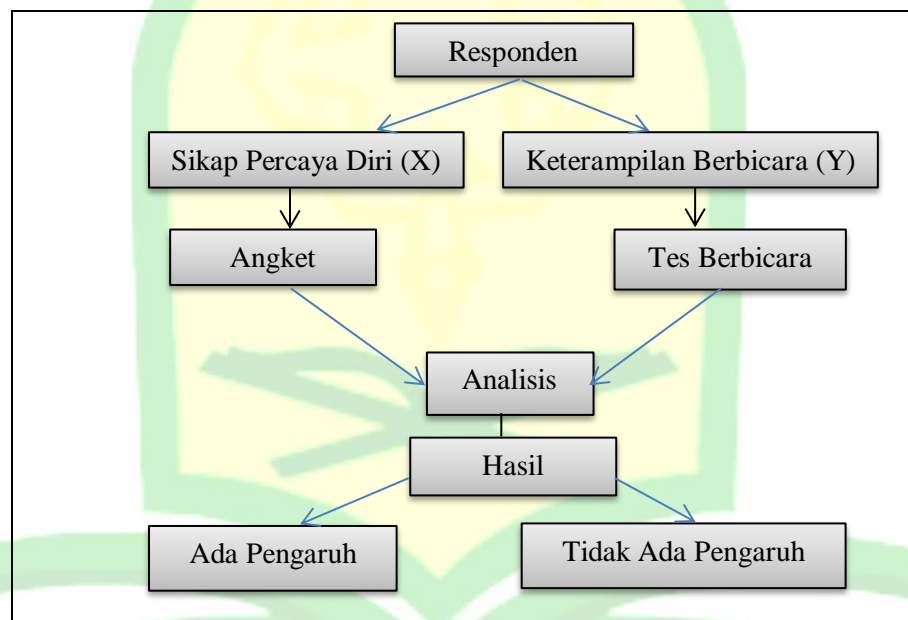 Responden
Sikap Percaya Diri (X)
Keterampilan Berbicara (Y)
Angket
Tes Berbicara
Analisis
Hasil
Ada Pengaruh
Tidak Ada Pengaruh